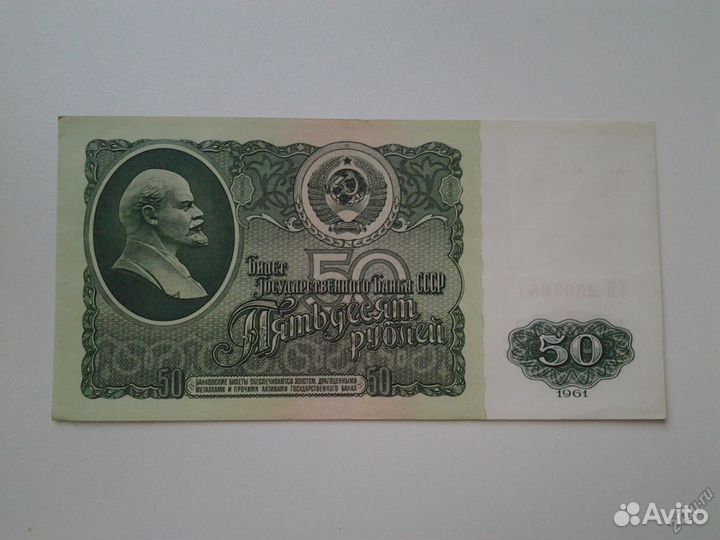 Билет
Государственного Банка СССР
50
Пятьдесят
рублей
50
БАНКОВСКИЕ БИЛЕТЫ ОБЕСПЕЧИВАЮТСЯ ЗОЛОТОМ, ДРАГОЦЕННЫМИ
МЕТАЛЛАМИ И ПРОЧИМИ АКТИВАМИ ГОСУДАРСТВЕННОГО БАНКА
50
50
1961
Avito